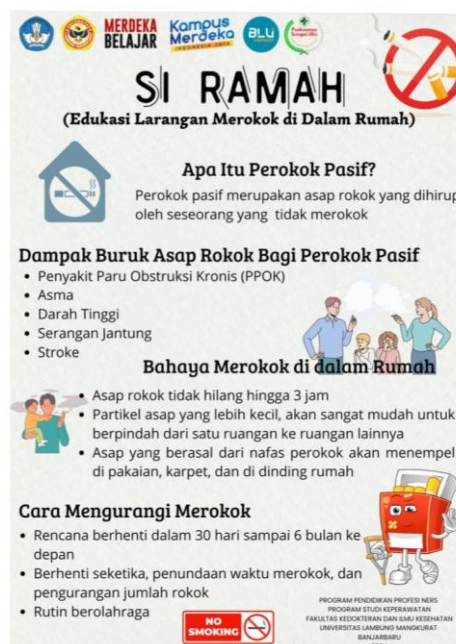 MERDEKA
BELAJAR
Kampus
Merdeka
INDONESIA JAYA
BLU
SI RAMAH
(Edukasi Larangan Merokok di Dalam Rumah)
Apa Itu Perokok Pasif?
Perokok pasif merupakan asap rokok yang dihirup
oleh seseorang yang tidak merokok
Dampak Buruk Asap Rokok Bagi Perokok Pasif
• Penyakit Paru Obstruksi Kronis (PPOK)
• Asma
• Darah Tinggi
• Serangan Jantung
• Stroke
Bahaya Merokok di dalam Rumah
• Asap rokok tidak hilang hingga 3 jam
• Partikel asap yang lebih kecil, akan sangat mudah untuk
berpindah dari satu ruangan ke ruangan lainnya
• Asap yang berasal dari nafas perokok akan menempel
di pakaian, karpet, dan di dinding rumah
Cara Mengurangi Merokok
• Rencana berhenti dalam 30 hari sampai 6 bulan ke
depan
• Berhenti seketika, penundaan waktu merokok, dan
pengurangan jumlah rokok
• Rutin berolahraga
NO
SMOKING
PROGRAM PENDIDIKAN PROFESI NERS
PROGRAM STUDI KEPERAWATAN
FAKULTAS KEDOKTERAN DAN ILMU KESEHATAN
UNIVERSITAS LAMBUNG MANGKURAT
BANJARBARU